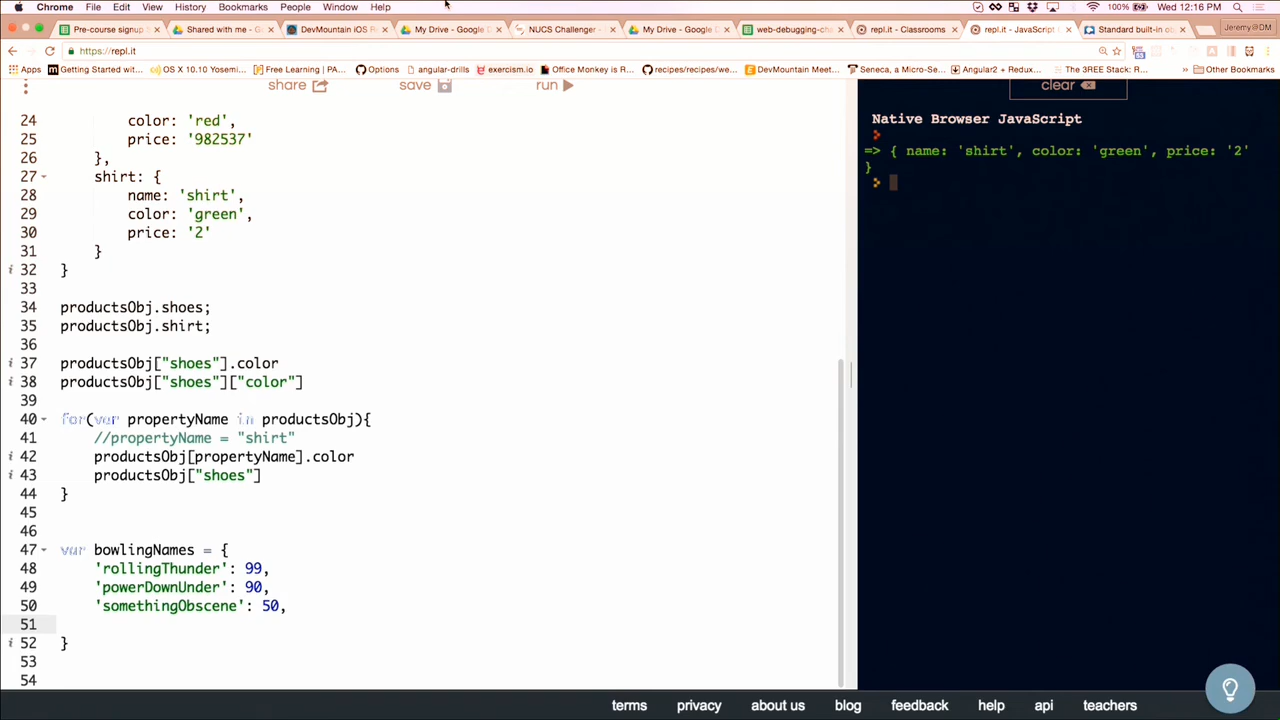 Chrome File Edit View History Bookmarks People Window Help 100% Wed 12:16 PM
Pre-course signup Shared with me - G DevMountain iOS R My Drive - Google D NUCS Challenger - My Drive - Google D web-debugging-che repl.it - Classrooms repl.it - JavaScript Standard built-in ob Jeremy@DM
https://repl.it
Apps Getting Started wit... OS X 10.10 Yosemi... Free Learning | PA... Options angular-drills exercism.io Office Monkey is R... recipes/recipes/we... DevMountain Meet... Seneca, a Micro-Se... Angular2 + Redux... The 3REE Stack: R... » Other Bookmarks
share save run clear
24 color: 'red',
25 price: '982537'
26 },
27 shirt: {
28 name: 'shirt',
29 color: 'green',
30 price: '2'
31 }
32 }
33
34 productsObj.shoes;
35 productsObj.shirt;
36
37 productsObj["shoes"].color
38 productsObj["shoes"]["color"]
39
40 for(var propertyName in productsObj){
41 //propertyName = "shirt"
42 productsObj[propertyName].color
43 productsObj["shoes"]
44 }
45
46
47 var bowlingNames = {
48 'rollingThunder': 99,
49 'powerDownUnder': 90,
50 'somethingObscene': 50,
51
52 }
53
54
Native Browser JavaScript
=> { name: 'shirt', color: 'green', price: '2'
}
terms privacy about us blog feedback help api teachers